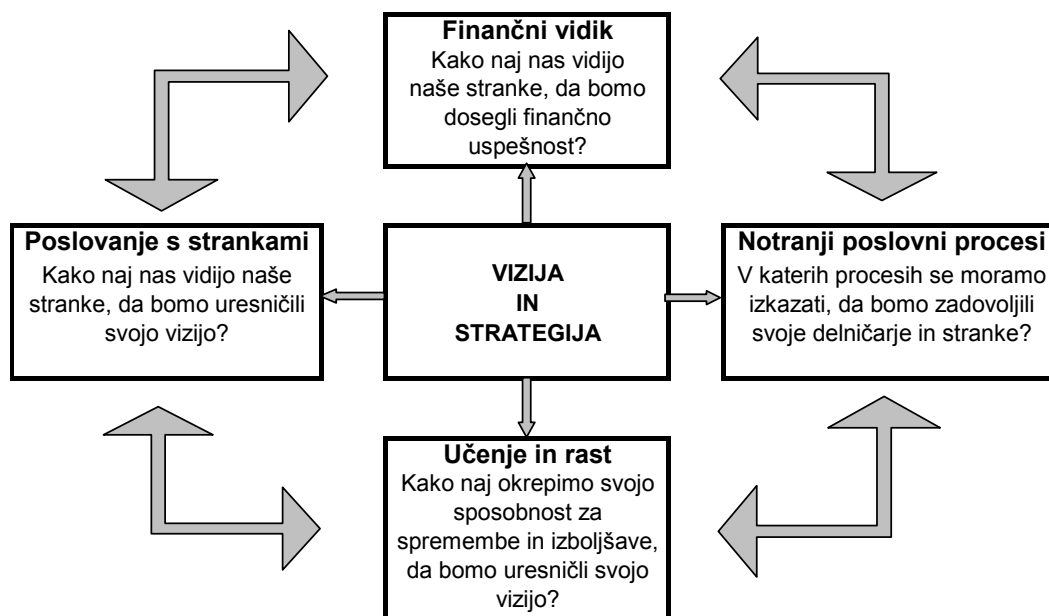 Finančni vidik
Kako naj nas vidijo
naše stranke, da bomo
dosegli finančno
uspešnost?
Poslovanje s strankami
Kako naj nas vidijo naše
stranke, da bomo uresničili
svojo vizijo?
VIZIJA
IN
STRATEGIJA
Notranji poslovni procesi
V katerih procesih se moramo
izkazati, da bomo zadovoljili
svoje delničarje in stranke?
Učenje in rast
Kako naj okrepimo svojo
sposobnost za
spremembe in izboljšave,
da bomo uresničli svojo
vizijo?